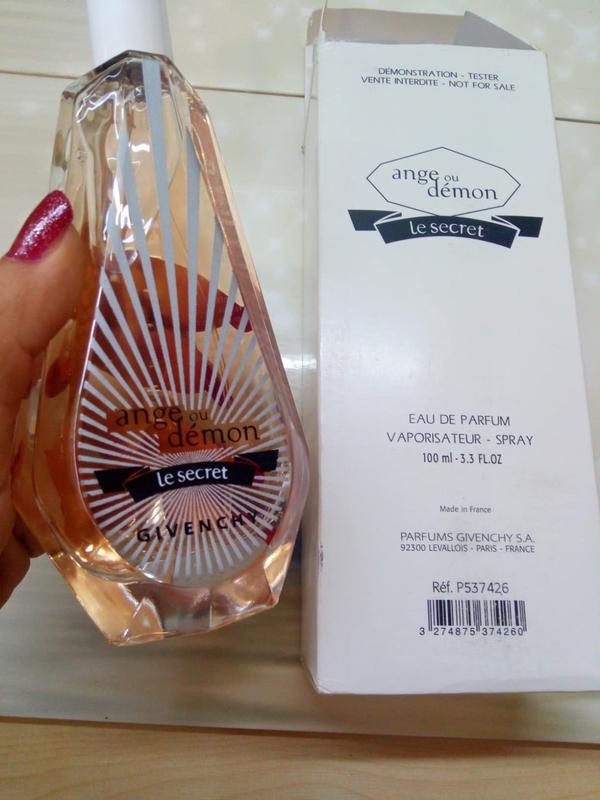 ange ou
démon
le secret
GIVENCHY
DÉMONSTRATION - TESTER
VENTE INTERDITE - NOT FOR SALE
ange ou
démon
le secret
EAU DE PARFUM
VAPORISATEUR - SPRAY
100 ml - 3.3 FL.OZ
Made in France
PARFUMS GIVENCHY S.A.
92300 LEVALLOIS - PARIS - FRANCE
Réf. P537426
3 274875 374260